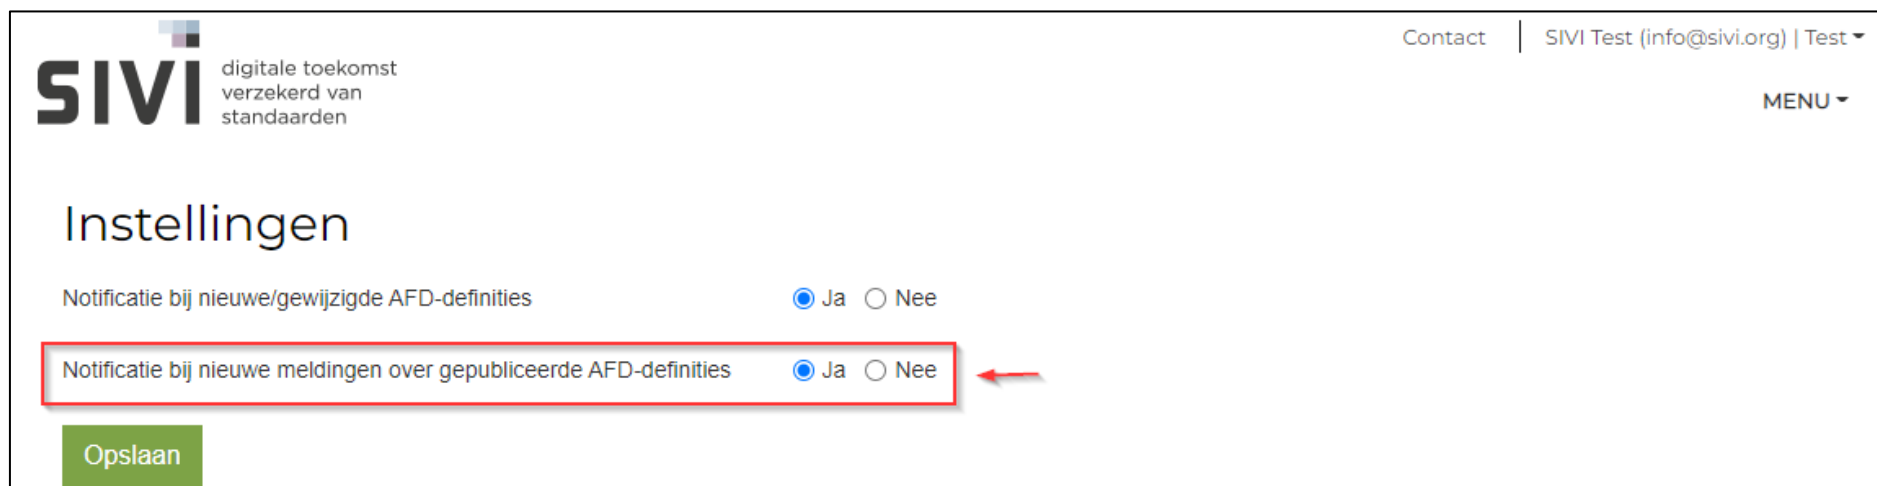 Contact
SIVI Test (info@sivi.org) | Test
SIVI
digitale toekomst
verzekerd van
standaarden
MENU
Instellingen
Notificatie bij nieuwe/gewijzigde AFD-definities Ja Nee
Notificatie bij nieuwe meldingen over gepubliceerde AFD-definities Ja Nee
Opslaan